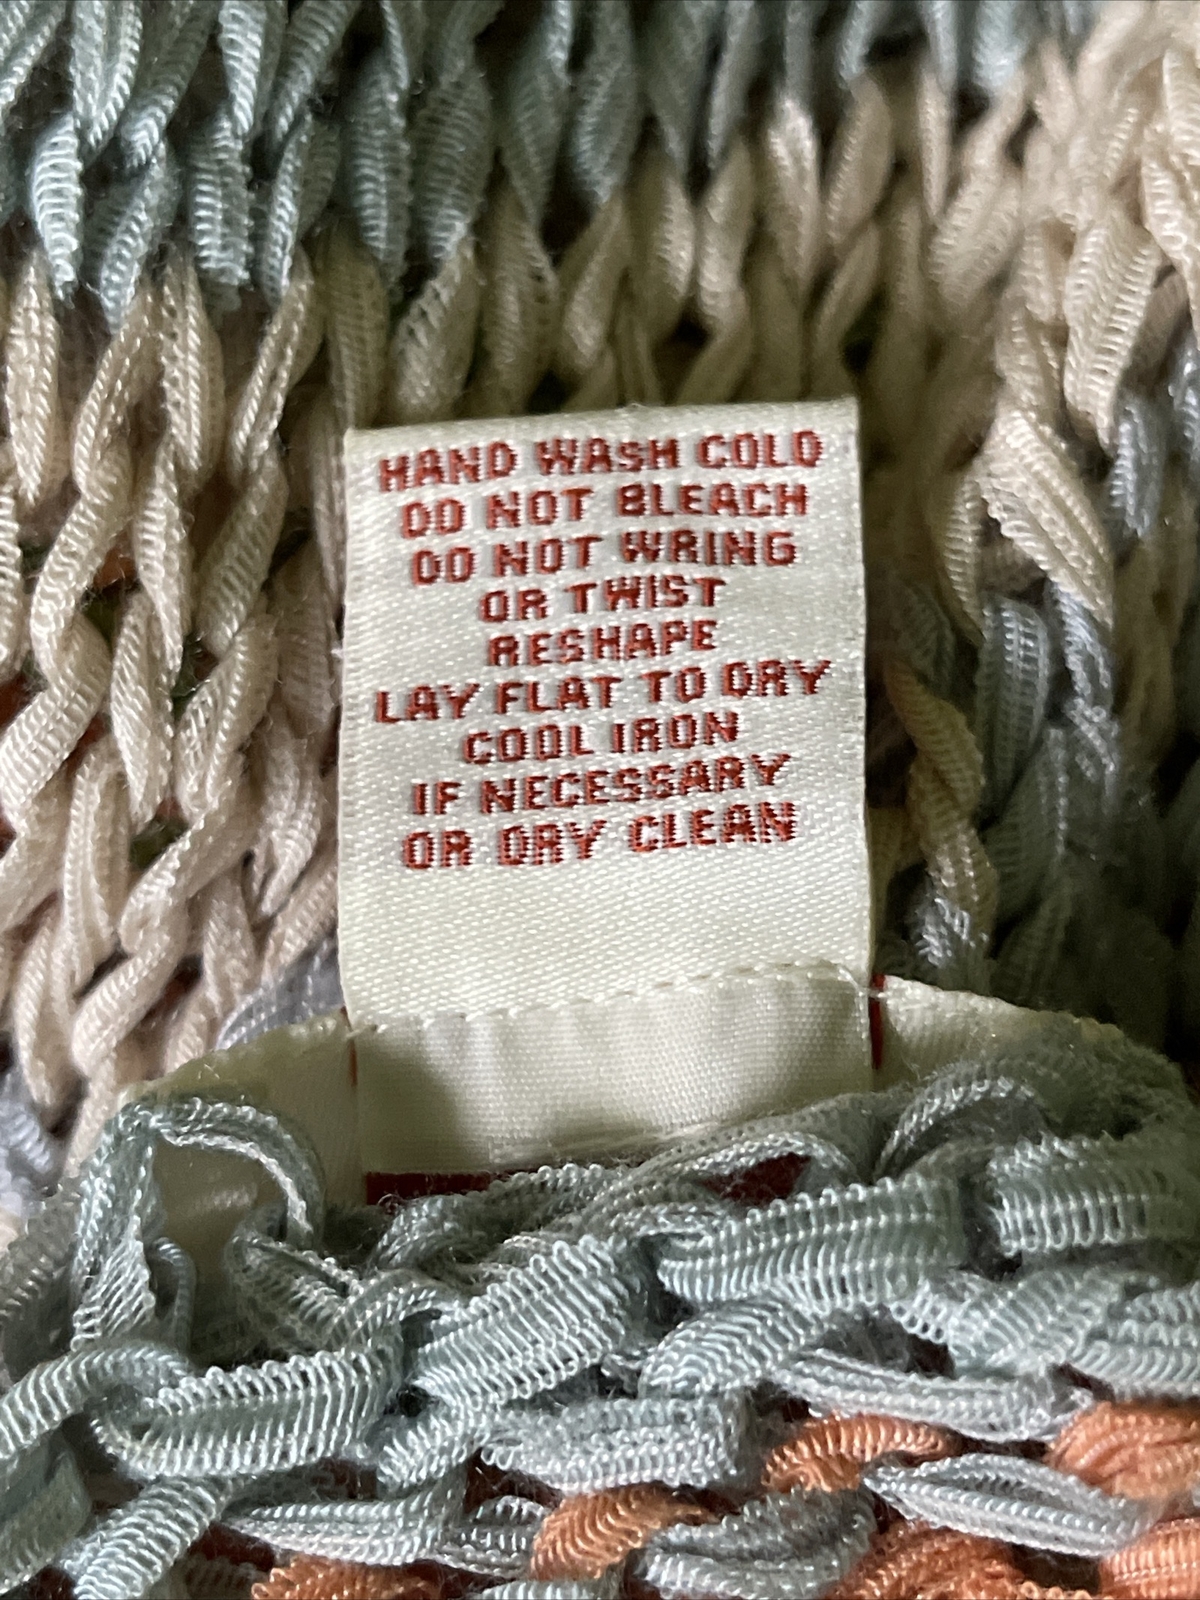 HAND WASH COLD
DO NOT BLEACH
DO NOT WRING
OR TWIST
RESHAPE
LAY FLAT TO DRY
COOL IRON
IF NECESSARY
OR DRY CLEAN